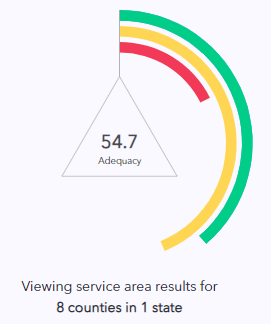 54.7
Adequacy
Viewing service area results for
8 counties in 1 state